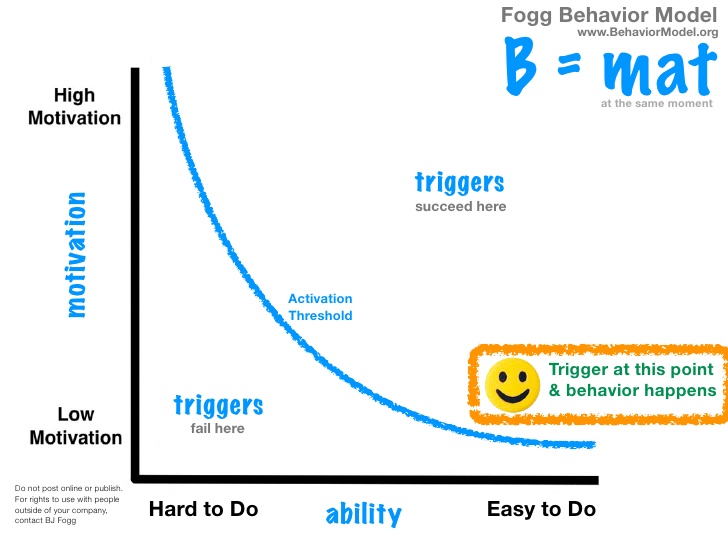 Fogg Behavior Model
www.BehaviorModel.org
B = mat
at the same moment
High
Motivation
motivation
triggers
succeed here
Activation
Threshold
Trigger at this point
& behavior happens
triggers
fail here
Low
Motivation
Do not post online or publish.
For rights to use with people
outside of your company,
contact BJ Fogg
Hard to Do
ability
Easy to Do